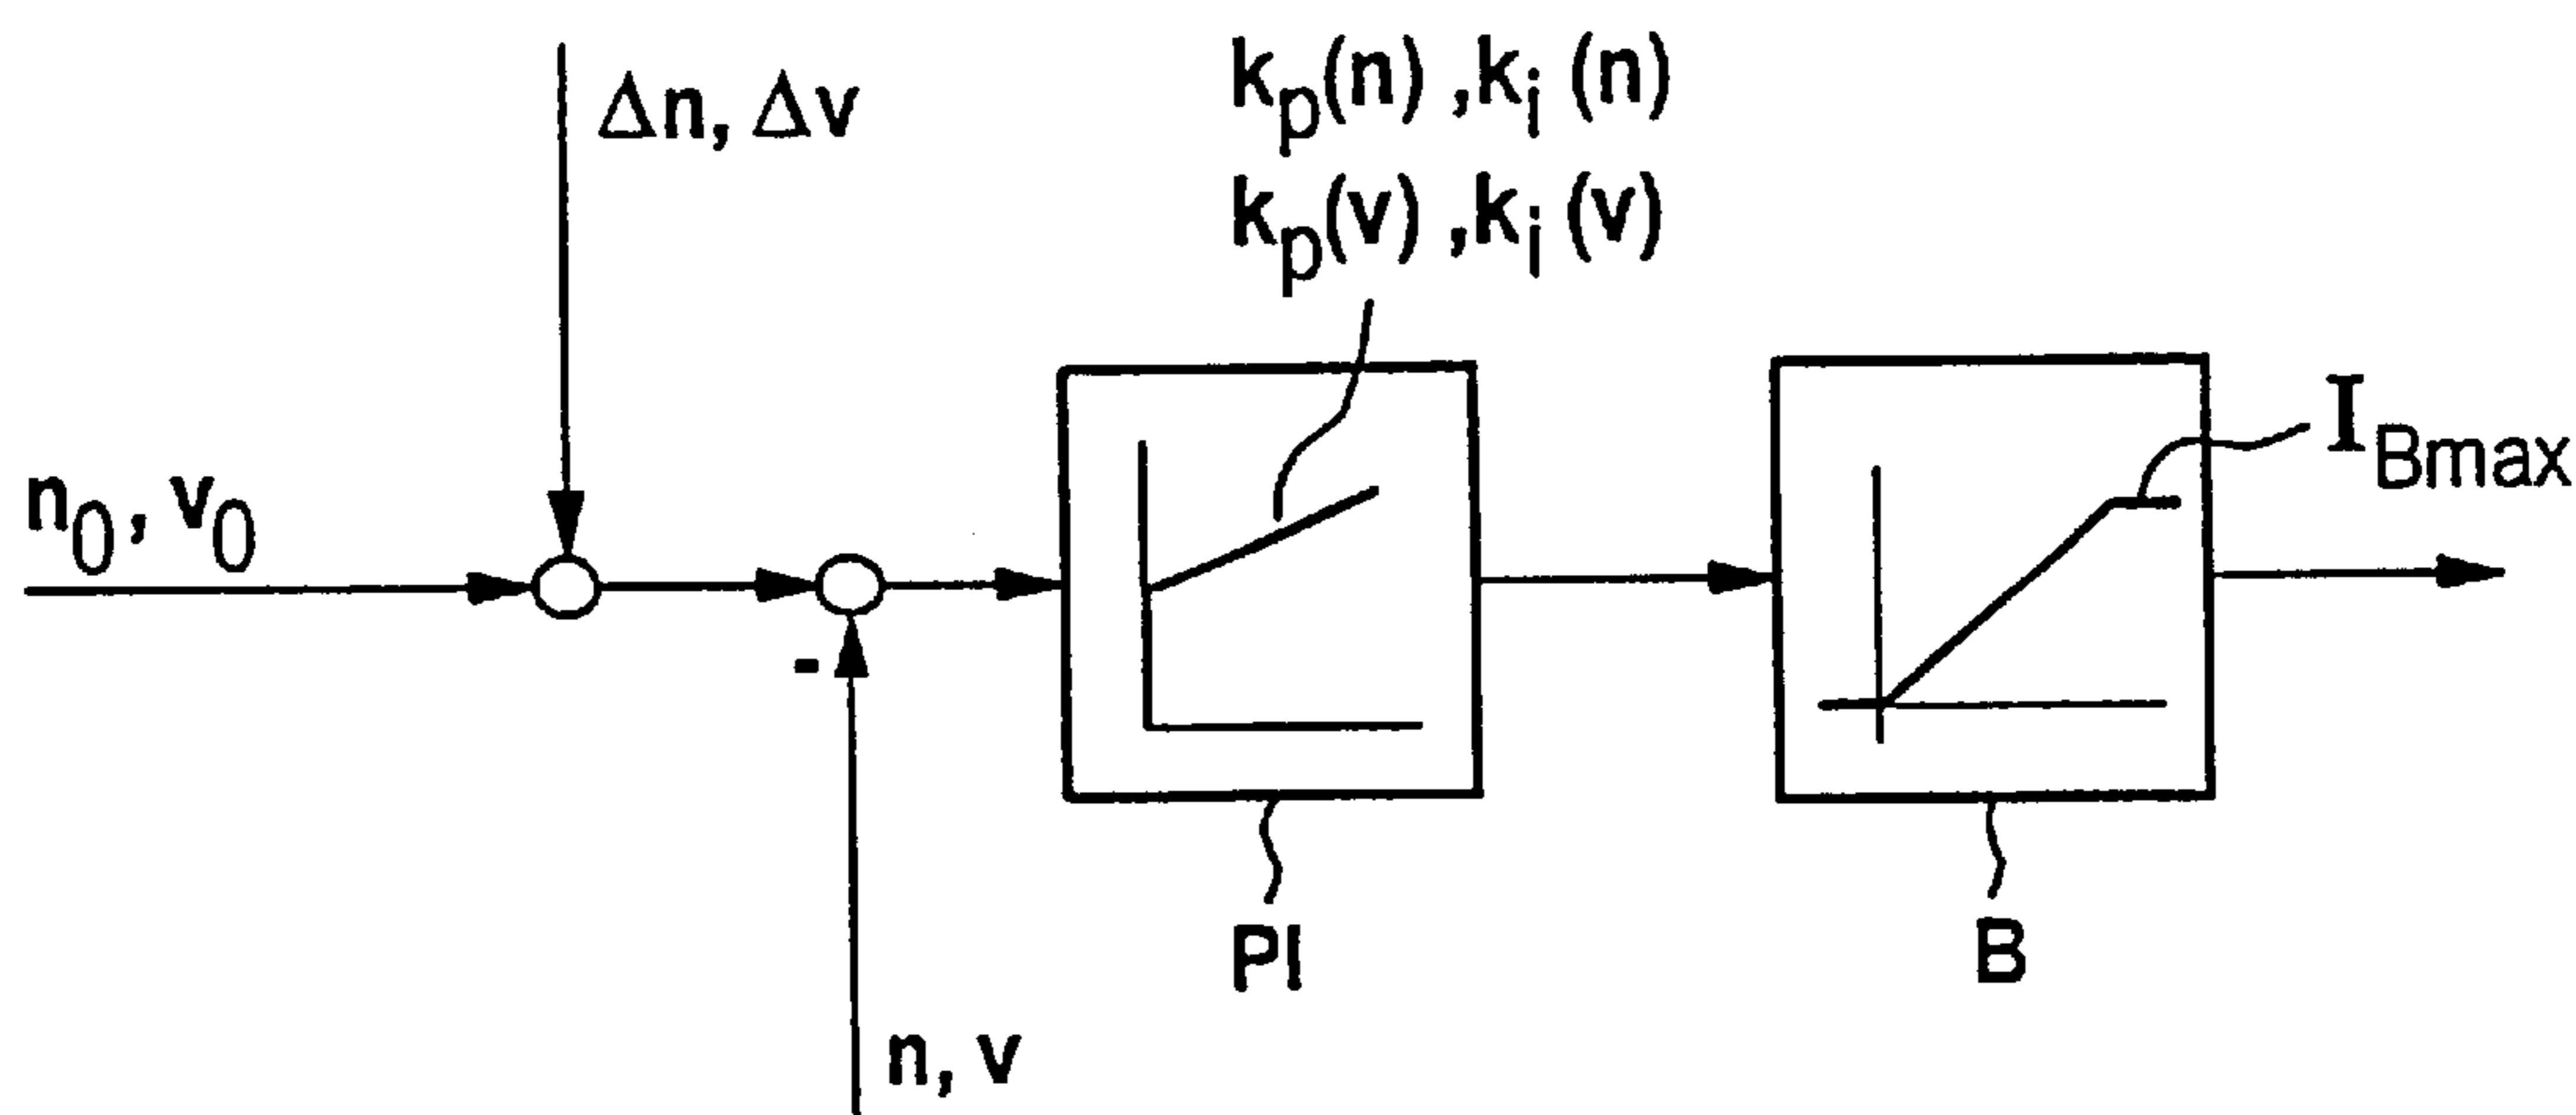 Δn, Δv
kp(n) ,ki (n)
kp(v) ,ki (v)
n0, v0
IBmax
-
PI
B
n, v